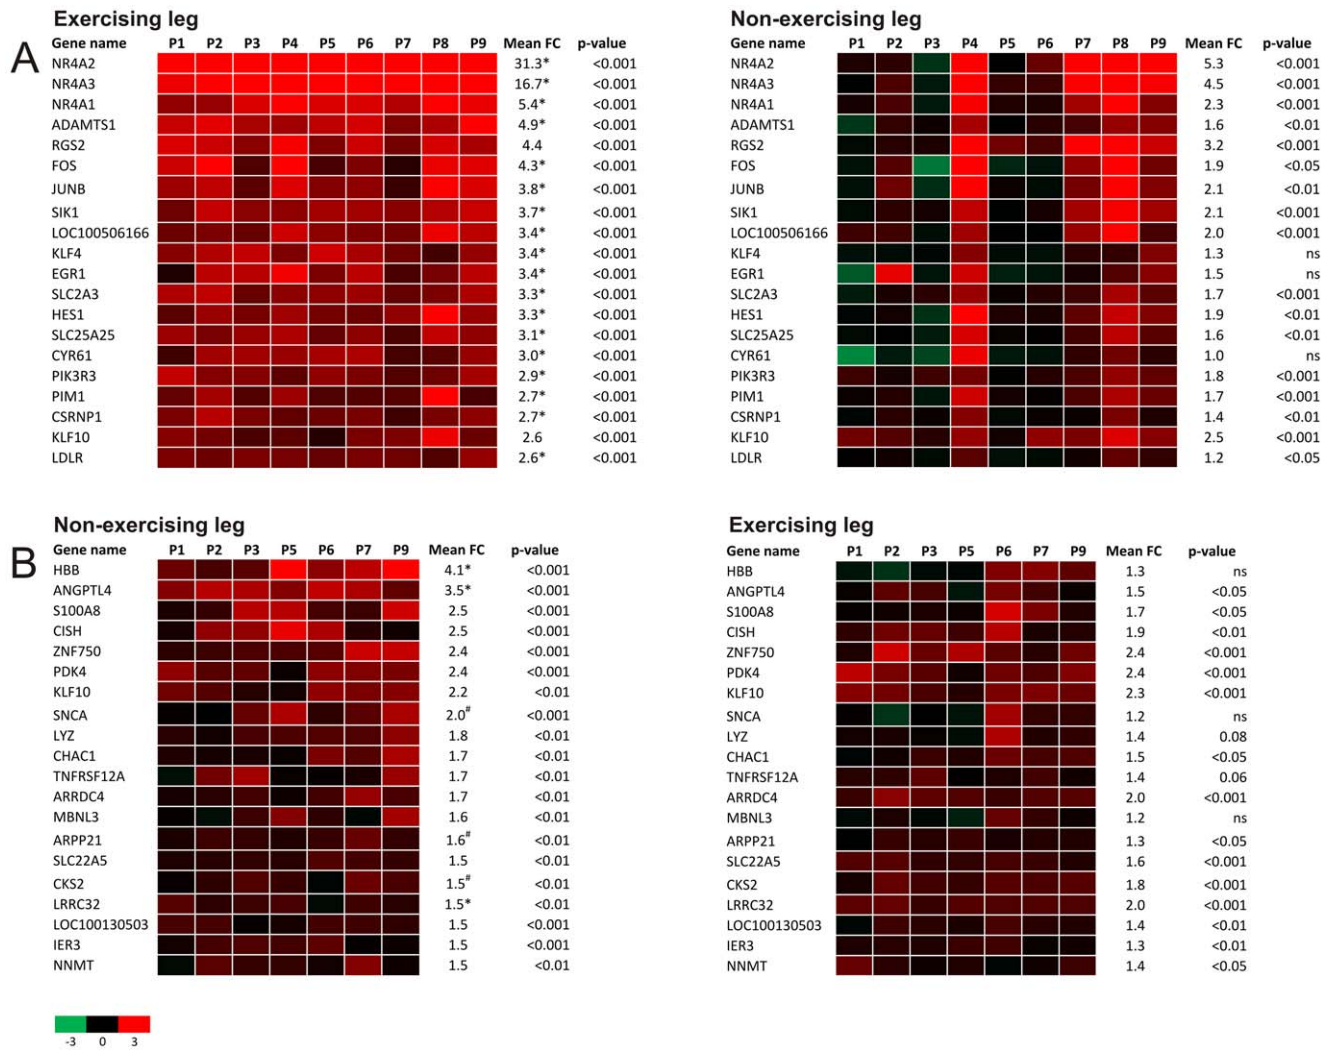 Exercising leg
Non-exercising leg
A
Gene name P1 P2 P3 P4 P5 P6 P7 P8 P9 Mean FC p-value
NR4A2 31.3* <0.001
NR4A3 16.7* <0.001
NR4A1 5.4* <0.001
ADAMTS1 4.9* <0.001
RGS2 4.4 <0.001
FOS 4.3* <0.001
JUNB 3.8* <0.001
SIK1 3.7* <0.001
LOC100506166 3.4* <0.001
KLF4 3.4* <0.001
EGR1 3.4* <0.001
SLC2A3 3.3* <0.001
HES1 3.3* <0.001
SLC25A25 3.1* <0.001
CYR61 3.0* <0.001
PIK3R3 2.9* <0.001
PIM1 2.7* <0.001
CSRNP1 2.7* <0.001
KLF10 2.6 <0.001
LDLR 2.6* <0.001
Gene name P1 P2 P3 P4 P5 P6 P7 P8 P9 Mean FC p-value
NR4A2 5.3 <0.001
NR4A3 4.5 <0.001
NR4A1 2.3 <0.001
ADAMTS1 1.6 <0.01
RGS2 3.2 <0.001
FOS 1.9 <0.05
JUNB 2.1 <0.01
SIK1 2.1 <0.001
LOC100506166 2.0 <0.001
KLF4 1.3 ns
EGR1 1.5 ns
SLC2A3 1.7 <0.001
HES1 1.9 <0.01
SLC25A25 1.6 <0.01
CYR61 1.0 ns
PIK3R3 1.8 <0.001
PIM1 1.7 <0.001
CSRNP1 1.4 <0.01
KLF10 2.5 <0.001
LDLR 1.2 <0.05
Non-exercising leg
Exercising leg
B
Gene name P1 P2 P3 P5 P6 P7 P9 Mean FC p-value
HBB 4.1* <0.001
ANGPTL4 3.5* <0.001
S100A8 2.5 <0.001
CISH 2.5 <0.001
ZNF750 2.4 <0.001
PDK4 2.4 <0.001
KLF10 2.2 <0.01
SNCA 2.0# <0.001
LYZ 1.8 <0.01
CHAC1 1.7 <0.01
TNFRSF12A 1.7 <0.01
ARRDC4 1.7 <0.01
MBNL3 1.6 <0.01
ARPP21 1.6# <0.01
SLC22A5 1.5 <0.01
CKS2 1.5# <0.01
LRRC32 1.5* <0.01
LOC100130503 1.5 <0.001
IER3 1.5 <0.001
NNMT 1.5 <0.01
Gene name P1 P2 P3 P5 P6 P7 P9 Mean FC p-value
HBB 1.3 ns
ANGPTL4 1.5 <0.05
S100A8 1.7 <0.05
CISH 1.9 <0.01
ZNF750 2.4 <0.001
PDK4 2.4 <0.001
KLF10 2.3 <0.001
SNCA 1.2 ns
LYZ 1.4 0.08
CHAC1 1.5 <0.05
TNFRSF12A 1.4 0.06
ARRDC4 2.0 <0.001
MBNL3 1.2 ns
ARPP21 1.3 <0.05
SLC22A5 1.6 <0.001
CKS2 1.8 <0.001
LRRC32 2.0 <0.001
LOC100130503 1.4 <0.01
IER3 1.3 <0.01
NNMT 1.4 <0.05
-3 0 3